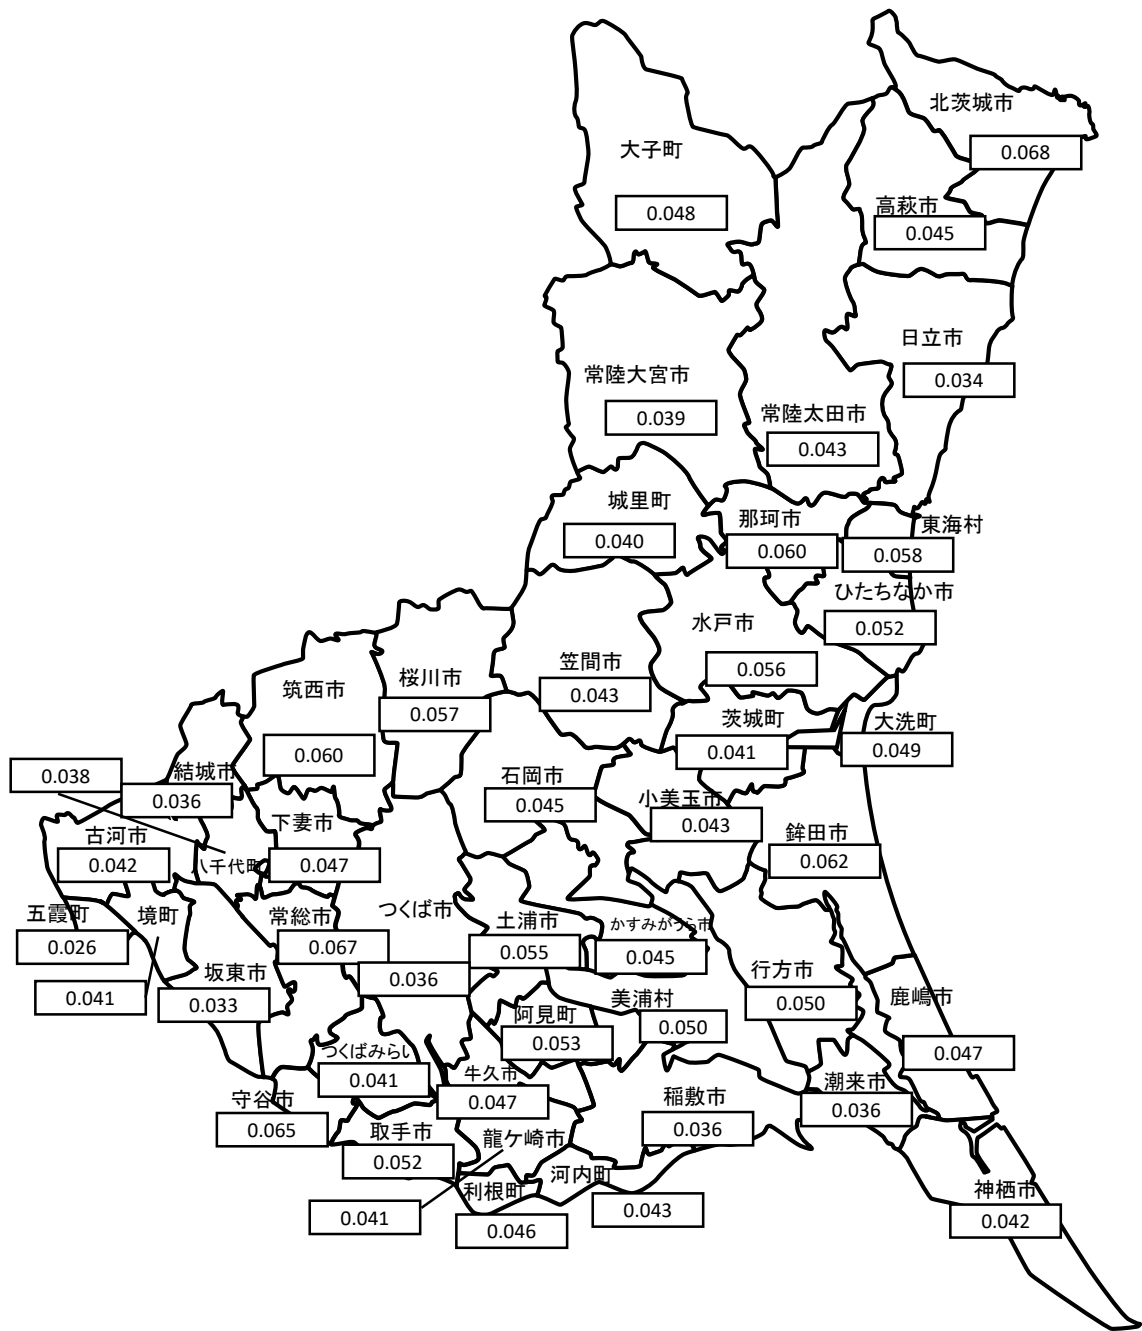 北茨城市
0.068
大子町
0.048
高萩市
0.045
日立市
0.034
常陸大宮市
0.039
常陸太田市
0.043
城里町
0.040
那珂市
0.060
東海村
0.058
ひたちなか市
0.052
水戸市
0.056
笠間市
0.043
桜川市
0.057
筑西市
0.060
茨城町
0.041
大洗町
0.049
結城市
0.036
0.038
八千代町
石岡市
0.045
小美玉市
0.043
下妻市
0.047
古河市
0.042
鉾田市
0.062
五霞町
0.026
境町
0.041
常総市
0.067
つくば市
0.036
土浦市
0.055
かすみがうら市
0.045
坂東市
0.033
行方市
0.050
鹿嶋市
0.047
美浦村
0.050
阿見町
0.053
つくばみらい
0.041
牛久市
0.047
潮来市
0.036
守谷市
0.065
稲敷市
0.036
取手市
0.052
龍ケ崎市
0.041
河内町
0.043
利根町
0.046
神栖市
0.042